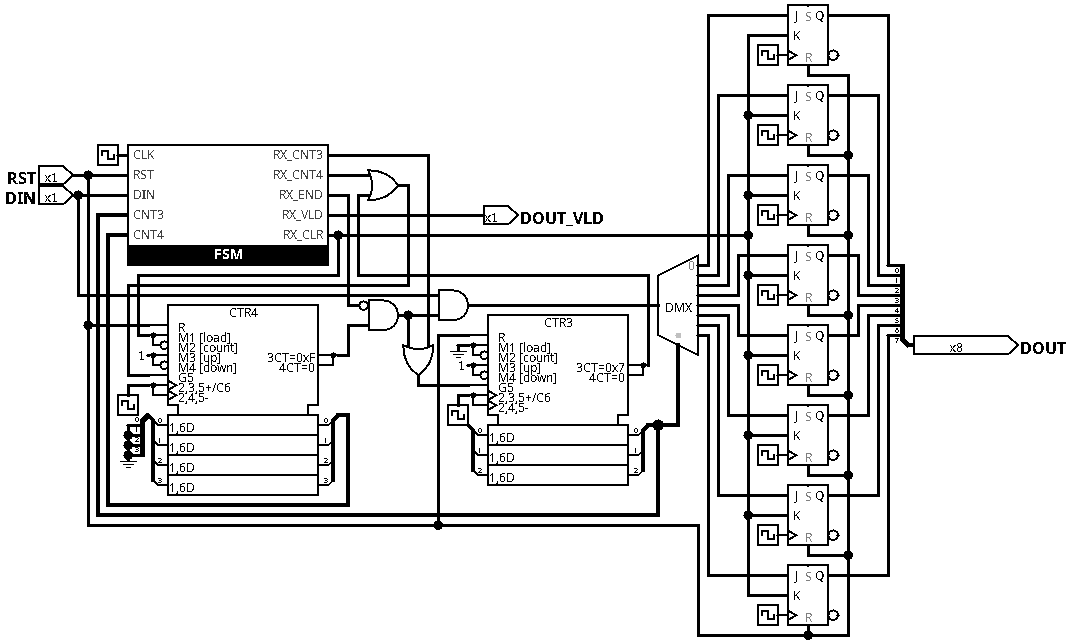 J S Q
K
R
J S Q
K
R
CLK RX_CNT3
RST x1 RST RX_CNT4
DIN x1 DIN RX_END
CNT3 RX_VLD x1 DOUT_VLD
CNT4 RX_CLR
FSM
J S Q
K
R
J S Q
K
R
0
DMX
0
1
2
3
4
5
6
7
x8 DOUT
CTR4
R
M1 [load]
M2 [count]
1 M3 [up] 3CT=0xF
M4 [down] 4CT=0
G5
2,3,5+/C6
2,4,5-
0 1,6D 0
1 1,6D 1
2 1,6D 2
3 1,6D 3
0
1
2
3
CTR3
R
M1 [load]
M2 [count]
1 M3 [up] 3CT=0x7
M4 [down] 4CT=0
G5
2,3,5+/C6
2,4,5-
0 1,6D 0
1 1,6D 1
2 1,6D 2
J S Q
K
R
J S Q
K
R
J S Q
K
R
J S Q
K
R